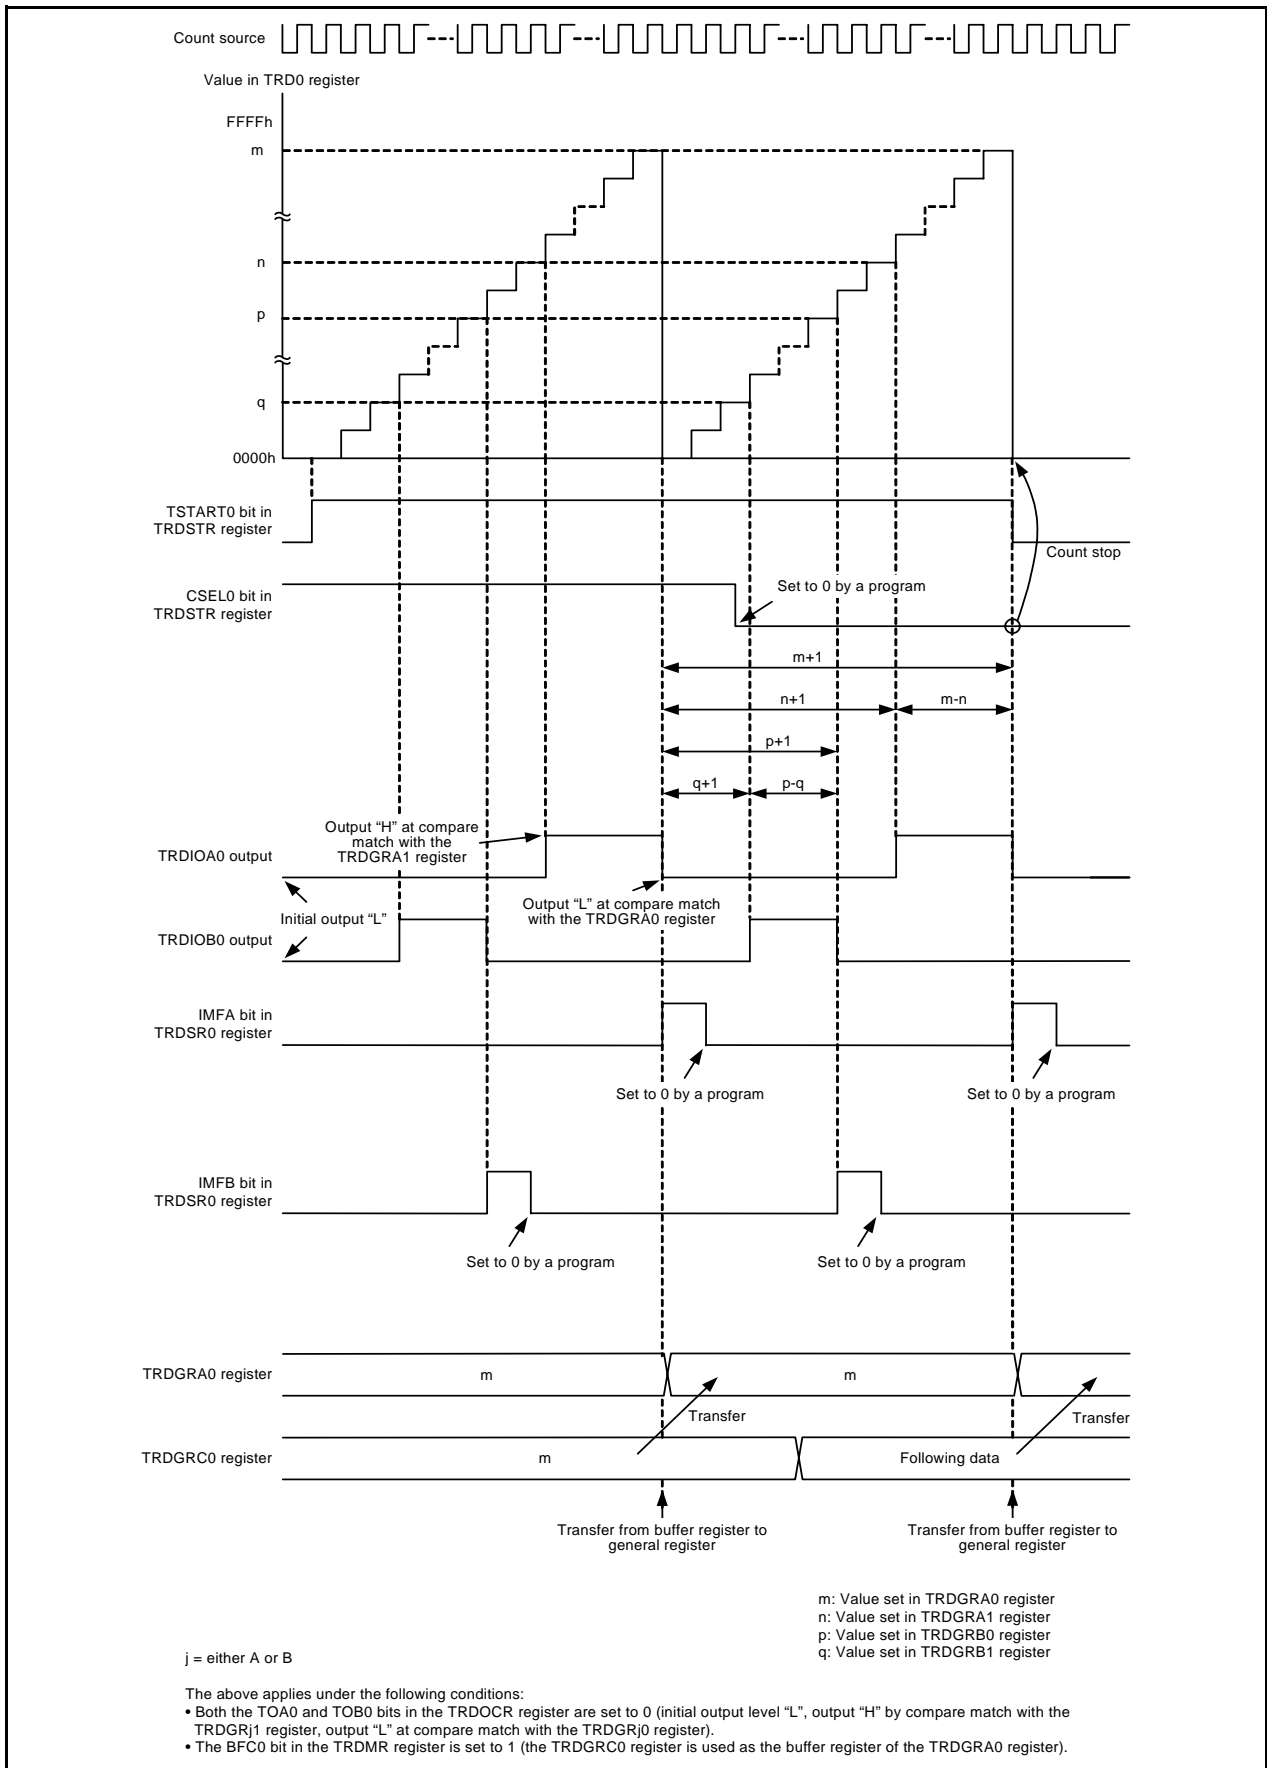 Count source
Value in TRD0 register
FFFFh
m
n
p
q
0000h
TSTART0 bit in
TRDSTR register
Count stop
CSEL0 bit in
TRDSTR register
Set to 0 by a program
m+1
n+1
m-n
p+1
q+1
p-q
Output “H” at compare
match with the
TRDGRA1 register
TRDIOA0 output
Output “L” at compare match
with the TRDGRA0 register
Initial output “L”
TRDIOB0 output
IMFA bit in
TRDSR0 register
Set to 0 by a program
Set to 0 by a program
IMFB bit in
TRDSR0 register
Set to 0 by a program
Set to 0 by a program
TRDGRA0 register
m
m
Transfer
Transfer
TRDGRC0 register
m
Following data
Transfer from buffer register to
general register
Transfer from buffer register to
general register
m: Value set in TRDGRA0 register
n: Value set in TRDGRA1 register
p: Value set in TRDGRB0 register
q: Value set in TRDGRB1 register
j = either A or B
The above applies under the following conditions:
• Both the TOA0 and TOB0 bits in the TRDOCR register are set to 0 (initial output level “L”, output “H” by compare match with the
TRDGRj1 register, output “L” at compare match with the TRDGRj0 register).
• The BFC0 bit in the TRDMR register is set to 1 (the TRDGRC0 register is used as the buffer register of the TRDGRA0 register).